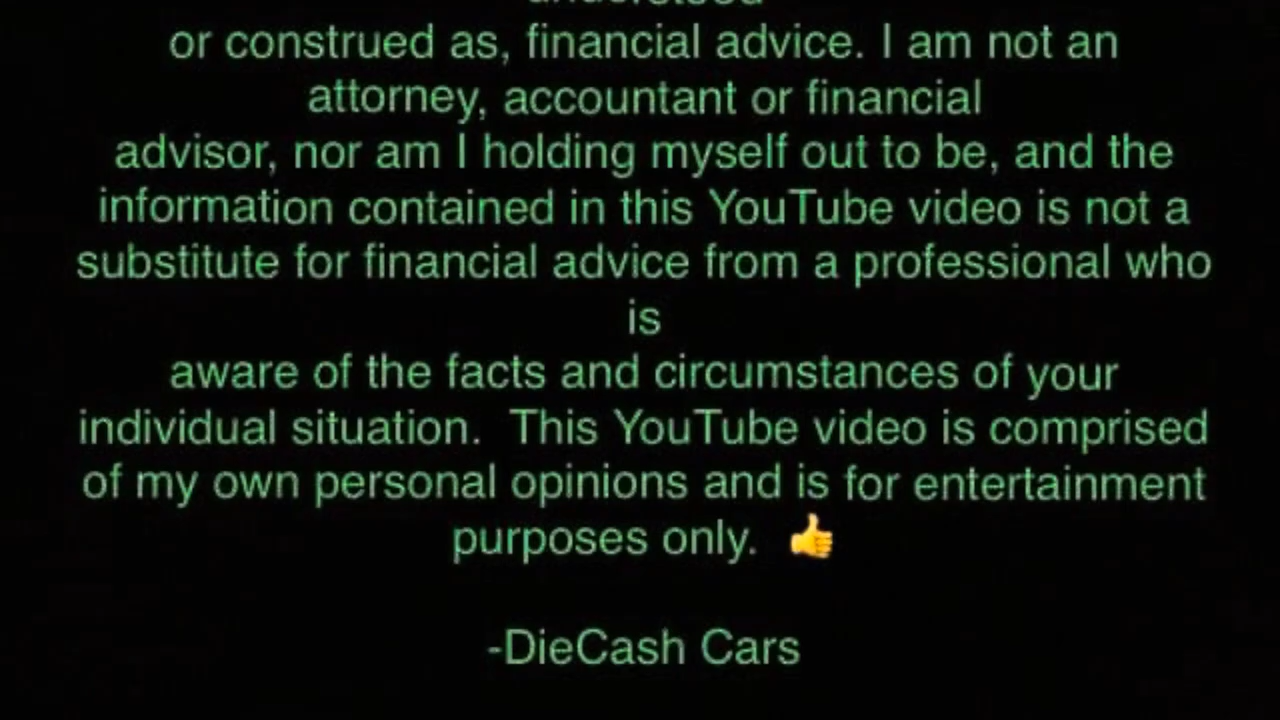 understood
or construed as, financial advice. I am not an
attorney, accountant or financial
advisor, nor am I holding myself out to be, and the
information contained in this YouTube video is not a
substitute for financial advice from a professional who
is
aware of the facts and circumstances of your
individual situation.  This YouTube video is comprised
of my own personal opinions and is for entertainment
purposes only.  👍
-DieCash Cars